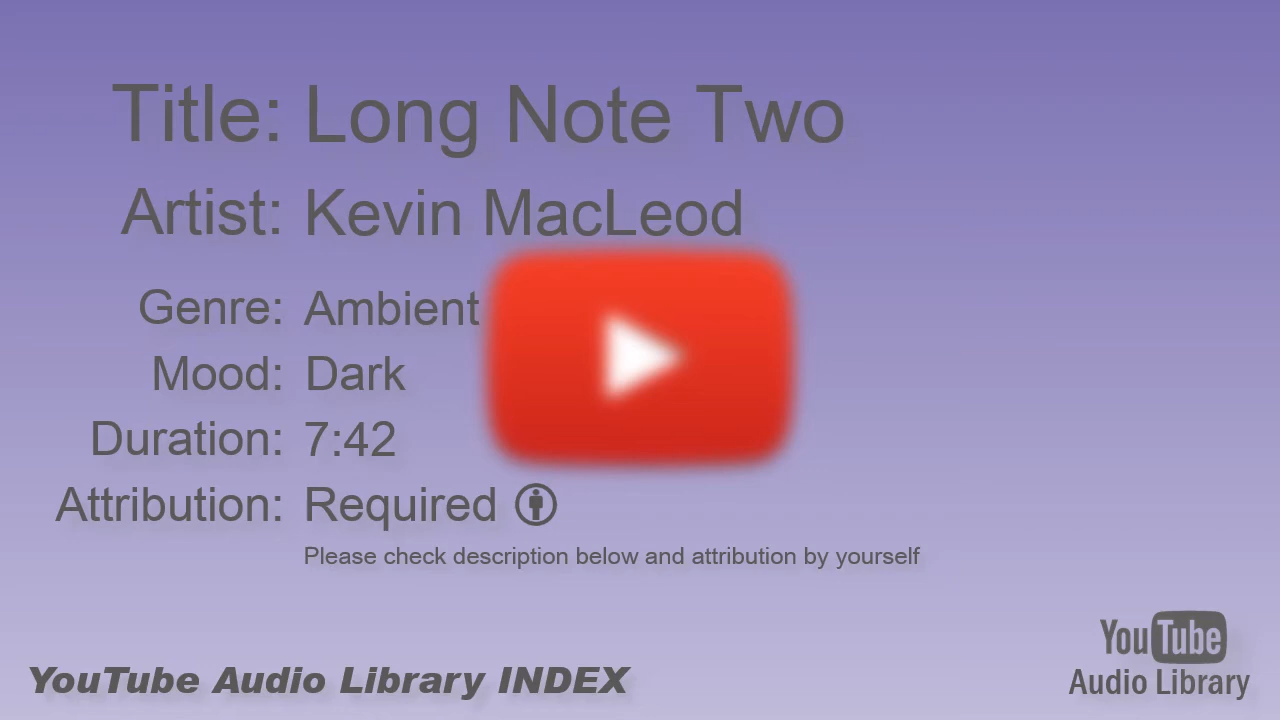 Title: Long Note Two
Artist: Kevin MacLeod
Genre: Ambient
Mood: Dark
Duration: 7:42
Attribution: Required
Please check description below and attribution by yourself
YouTube Audio Library INDEX
YouTube
Audio Library